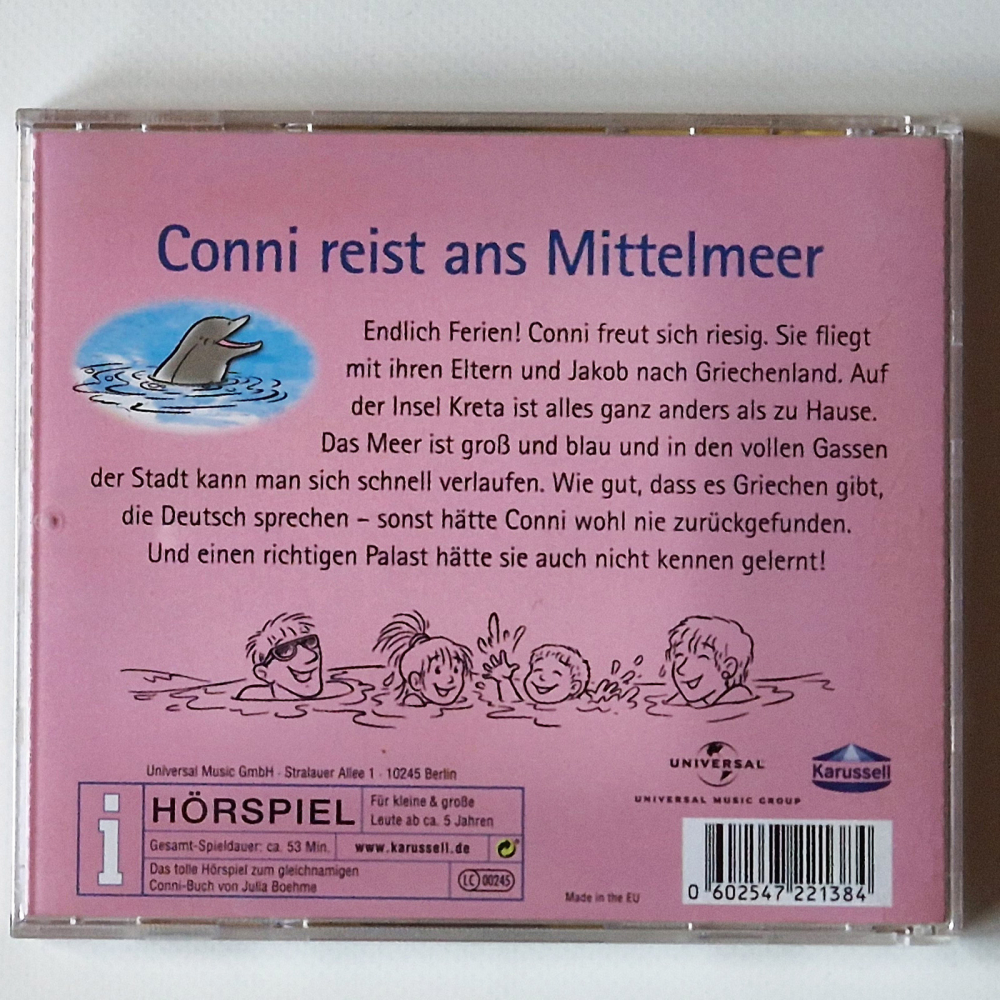 Conni reist ans Mittelmeer
Endlich Ferien! Conni freut sich riesig. Sie fliegt
mit ihren Eltern und Jakob nach Griechenland. Auf
der Insel Kreta ist alles ganz anders als zu Hause.
Das Meer ist groß und blau und in den vollen Gassen
der Stadt kann man sich schnell verlaufen. Wie gut, dass es Griechen gibt,
die Deutsch sprechen – sonst hätte Conni wohl nie zurückgefunden.
Und einen richtigen Palast hätte sie auch nicht kennen gelernt!
Universal Music GmbH · Stralauer Allee 1 · 10245 Berlin
i
HÖRSPIEL
Für kleine & große
Leute ab ca. 5 Jahren
Gesamt-Spieldauer: ca. 53 Min.
www.karussell.de
Das tolle Hörspiel zum gleichnamigen
Conni-Buch von Julia Boehme
LC 00245
UNIVERSAL
UNIVERSAL MUSIC GROUP
Karussell
Made in the EU
0 602547 221384